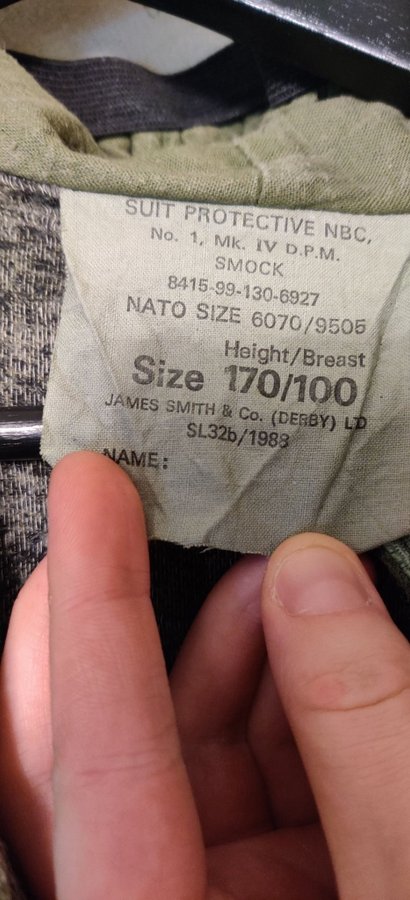 SUIT PROTECTIVE NBC,
No. 1, Mk. IV D.P.M.
SMOCK
8415-99-130-6927
NATO SIZE 6070/9505
Height/Breast
Size 170/100
JAMES SMITH & Co. (DERBY) LTD
SL32b/1988
NAME: